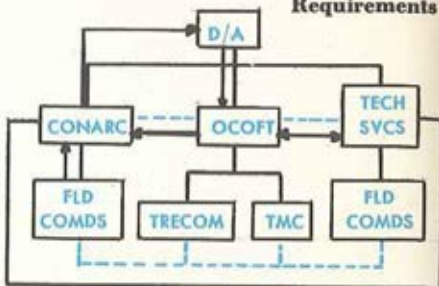 Requirements
D/A
CONARC
OCOFT
TECH
SVCS
FLD
COMDS
TRECOM
TMC
FLD
COMDS